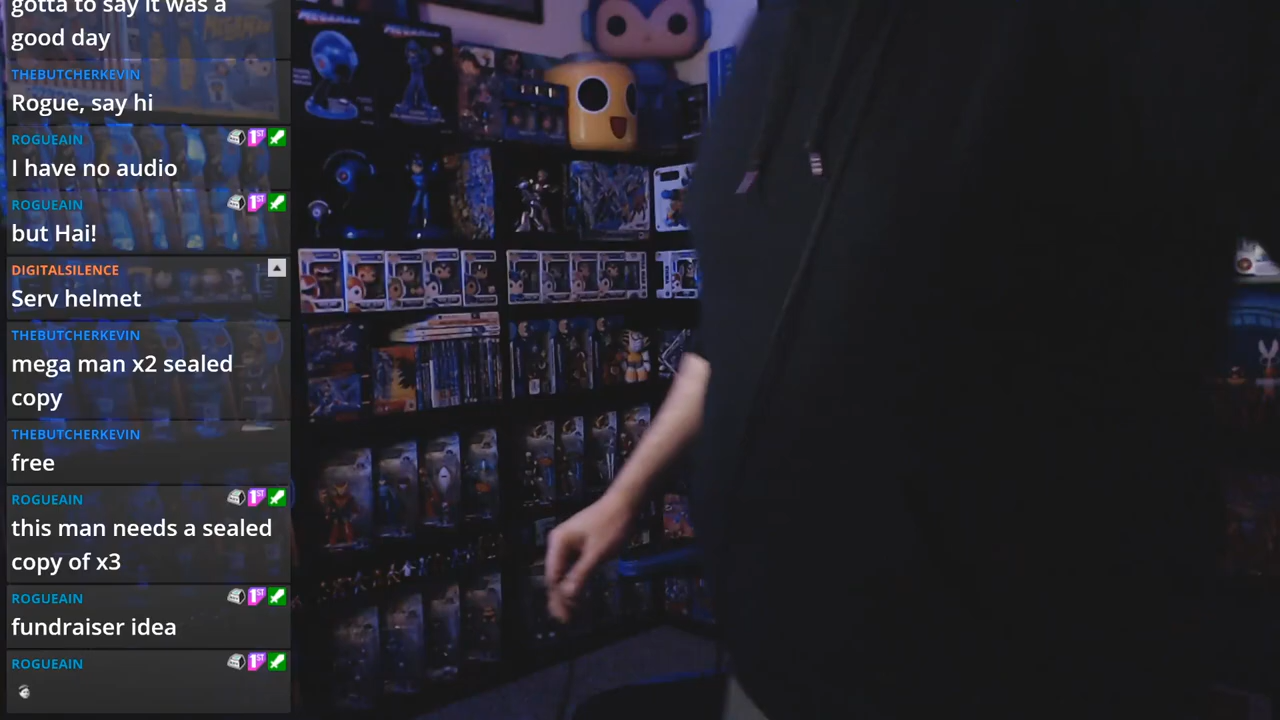 gotta to say it was a
good day
THEBUTCHERKEVIN
Rogue, say hi
ROGUEAIN
I have no audio
ROGUEAIN
but Hai!
DIGITALSILENCE
Serv helmet
THEBUTCHERKEVIN
mega man x2 sealed
copy
THEBUTCHERKEVIN
free
ROGUEAIN
this man needs a sealed
copy of x3
ROGUEAIN
fundraiser idea
ROGUEAIN